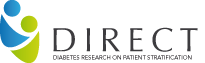 DIRECT
DIABETES RESEARCH ON PATIENT STRATIFICATION